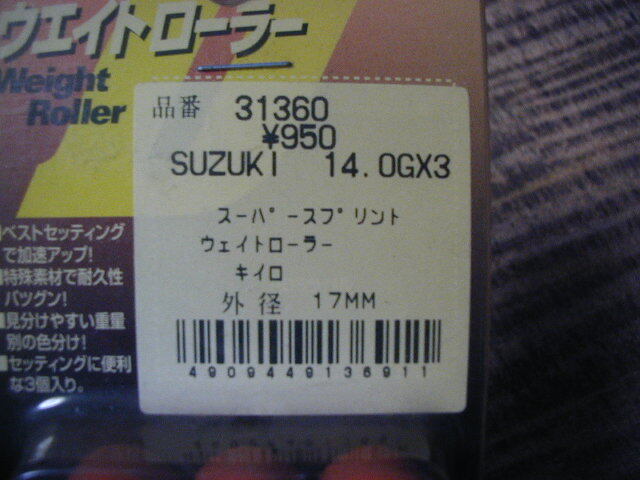 ウエイトローラー
Weight
Roller
品番 31360
¥950
SUZUKI 14.0GX3
スーパースプリント
ウェイトローラー
キイロ
外径 17MM
4909449136911
■ベストセッティング
で加速アップ!
■特殊素材で耐久性
バツグン!
■見分けやすい重量
別の色分け!
■セッティングに便利
な3個入り。